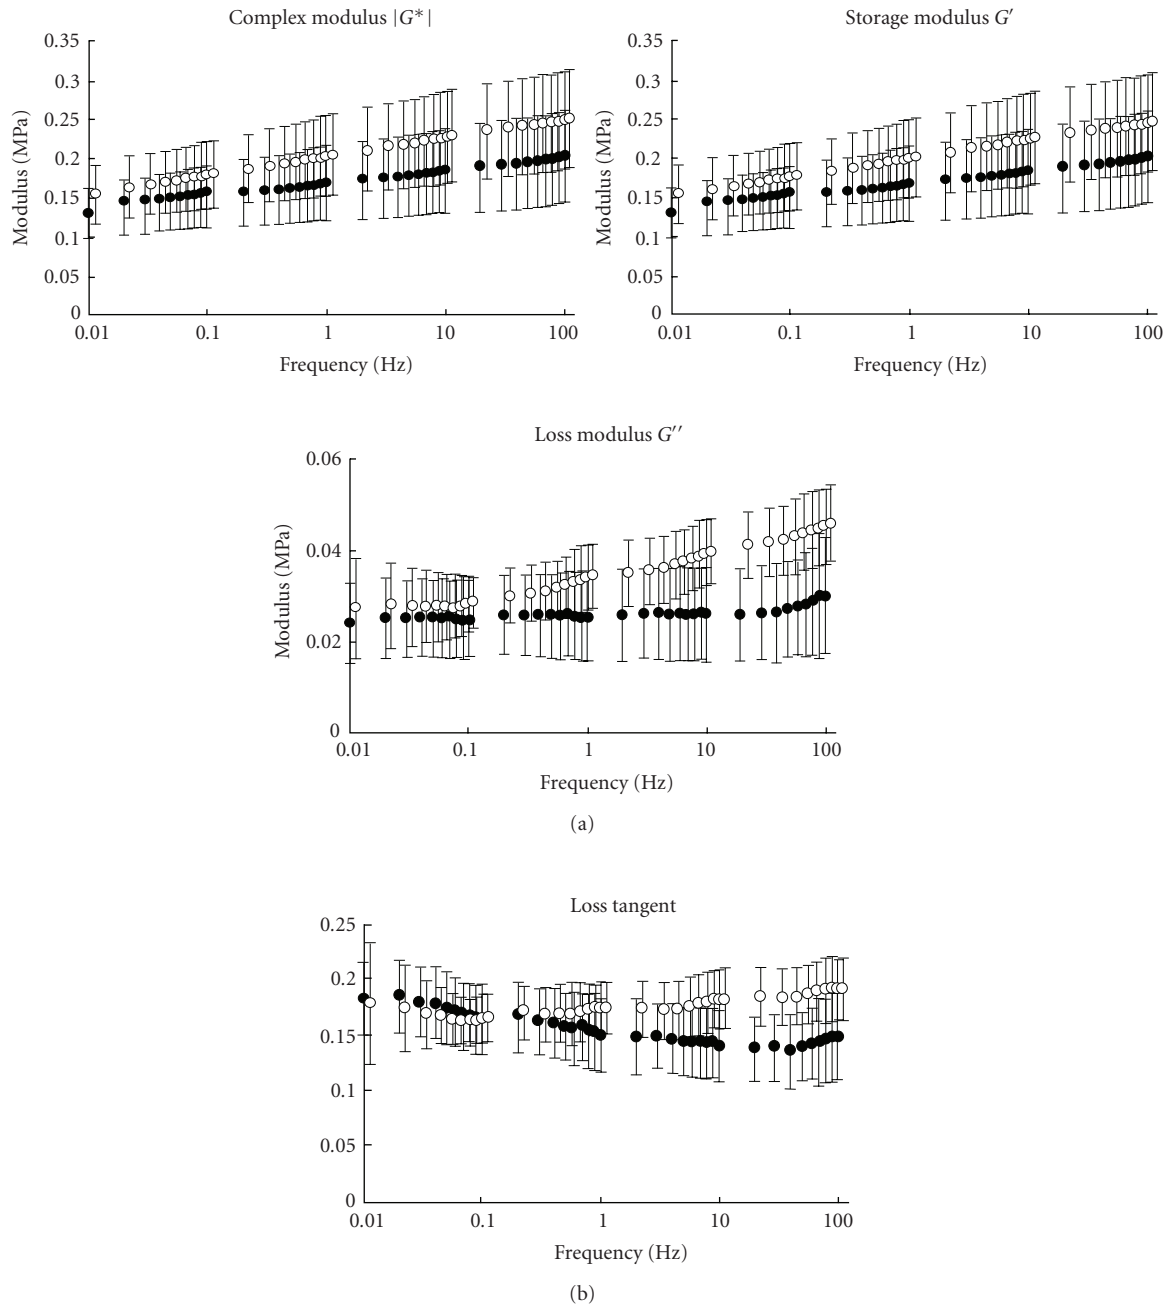 Complex modulus |G*|
0.35
0.3
0.25
0.2
0.15
0.1
0.05
0
Modulus (MPa)
0.01 0.1 1 10 100
Frequency (Hz)
Storage modulus G′
0.35
0.3
0.25
0.2
0.15
0.1
0.05
0
Modulus (MPa)
0.01 0.1 1 10 100
Frequency (Hz)
Loss modulus G′′
0.06
0.04
0.02
0
Modulus (MPa)
0.01 0.1 1 10 100
Frequency (Hz)
(a)
Loss tangent
0.25
0.2
0.15
0.1
0.05
0
0.01 0.1 1 10 100
Frequency (Hz)
(b)